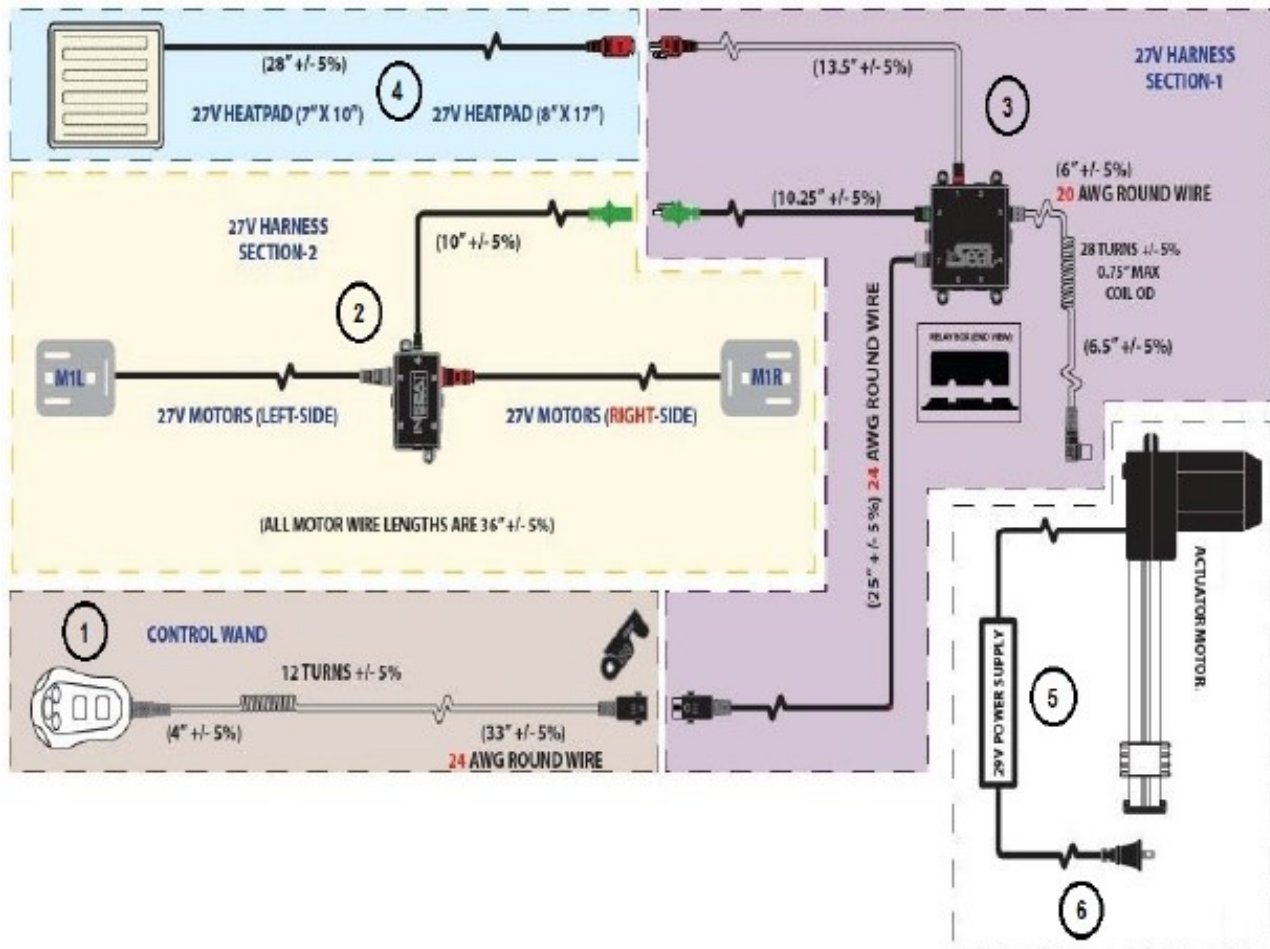 (28" +/- 5%)
4
27V HEATPAD (7" X 10")
27V HEATPAD (8" X 17")
(13.5" +/- 5%)
27V HARNESS
SECTION-1
3
(6" +/- 5%)
20 AWG ROUND WIRE
27V HARNESS
SECTION-2
(10" +/- 5%)
(10.25" +/- 5%)
28 TURNS +/- 5%
0.75" MAX
COIL OD
(6.5" +/- 5%)
RELAY BOX (END VIEW)
2
M1L
M1R
27V MOTORS (LEFT-SIDE)
27V MOTORS (RIGHT-SIDE)
(ALL MOTOR WIRE LENGTHS ARE 36" +/- 5%)
(25" +/- 5%) 24 AWG ROUND WIRE
1
CONTROL WAND
12 TURNS +/- 5%
(4" +/- 5%)
(33" +/- 5%)
24 AWG ROUND WIRE
ACTUATOR MOTOR
29V POWER SUPPLY
5
6